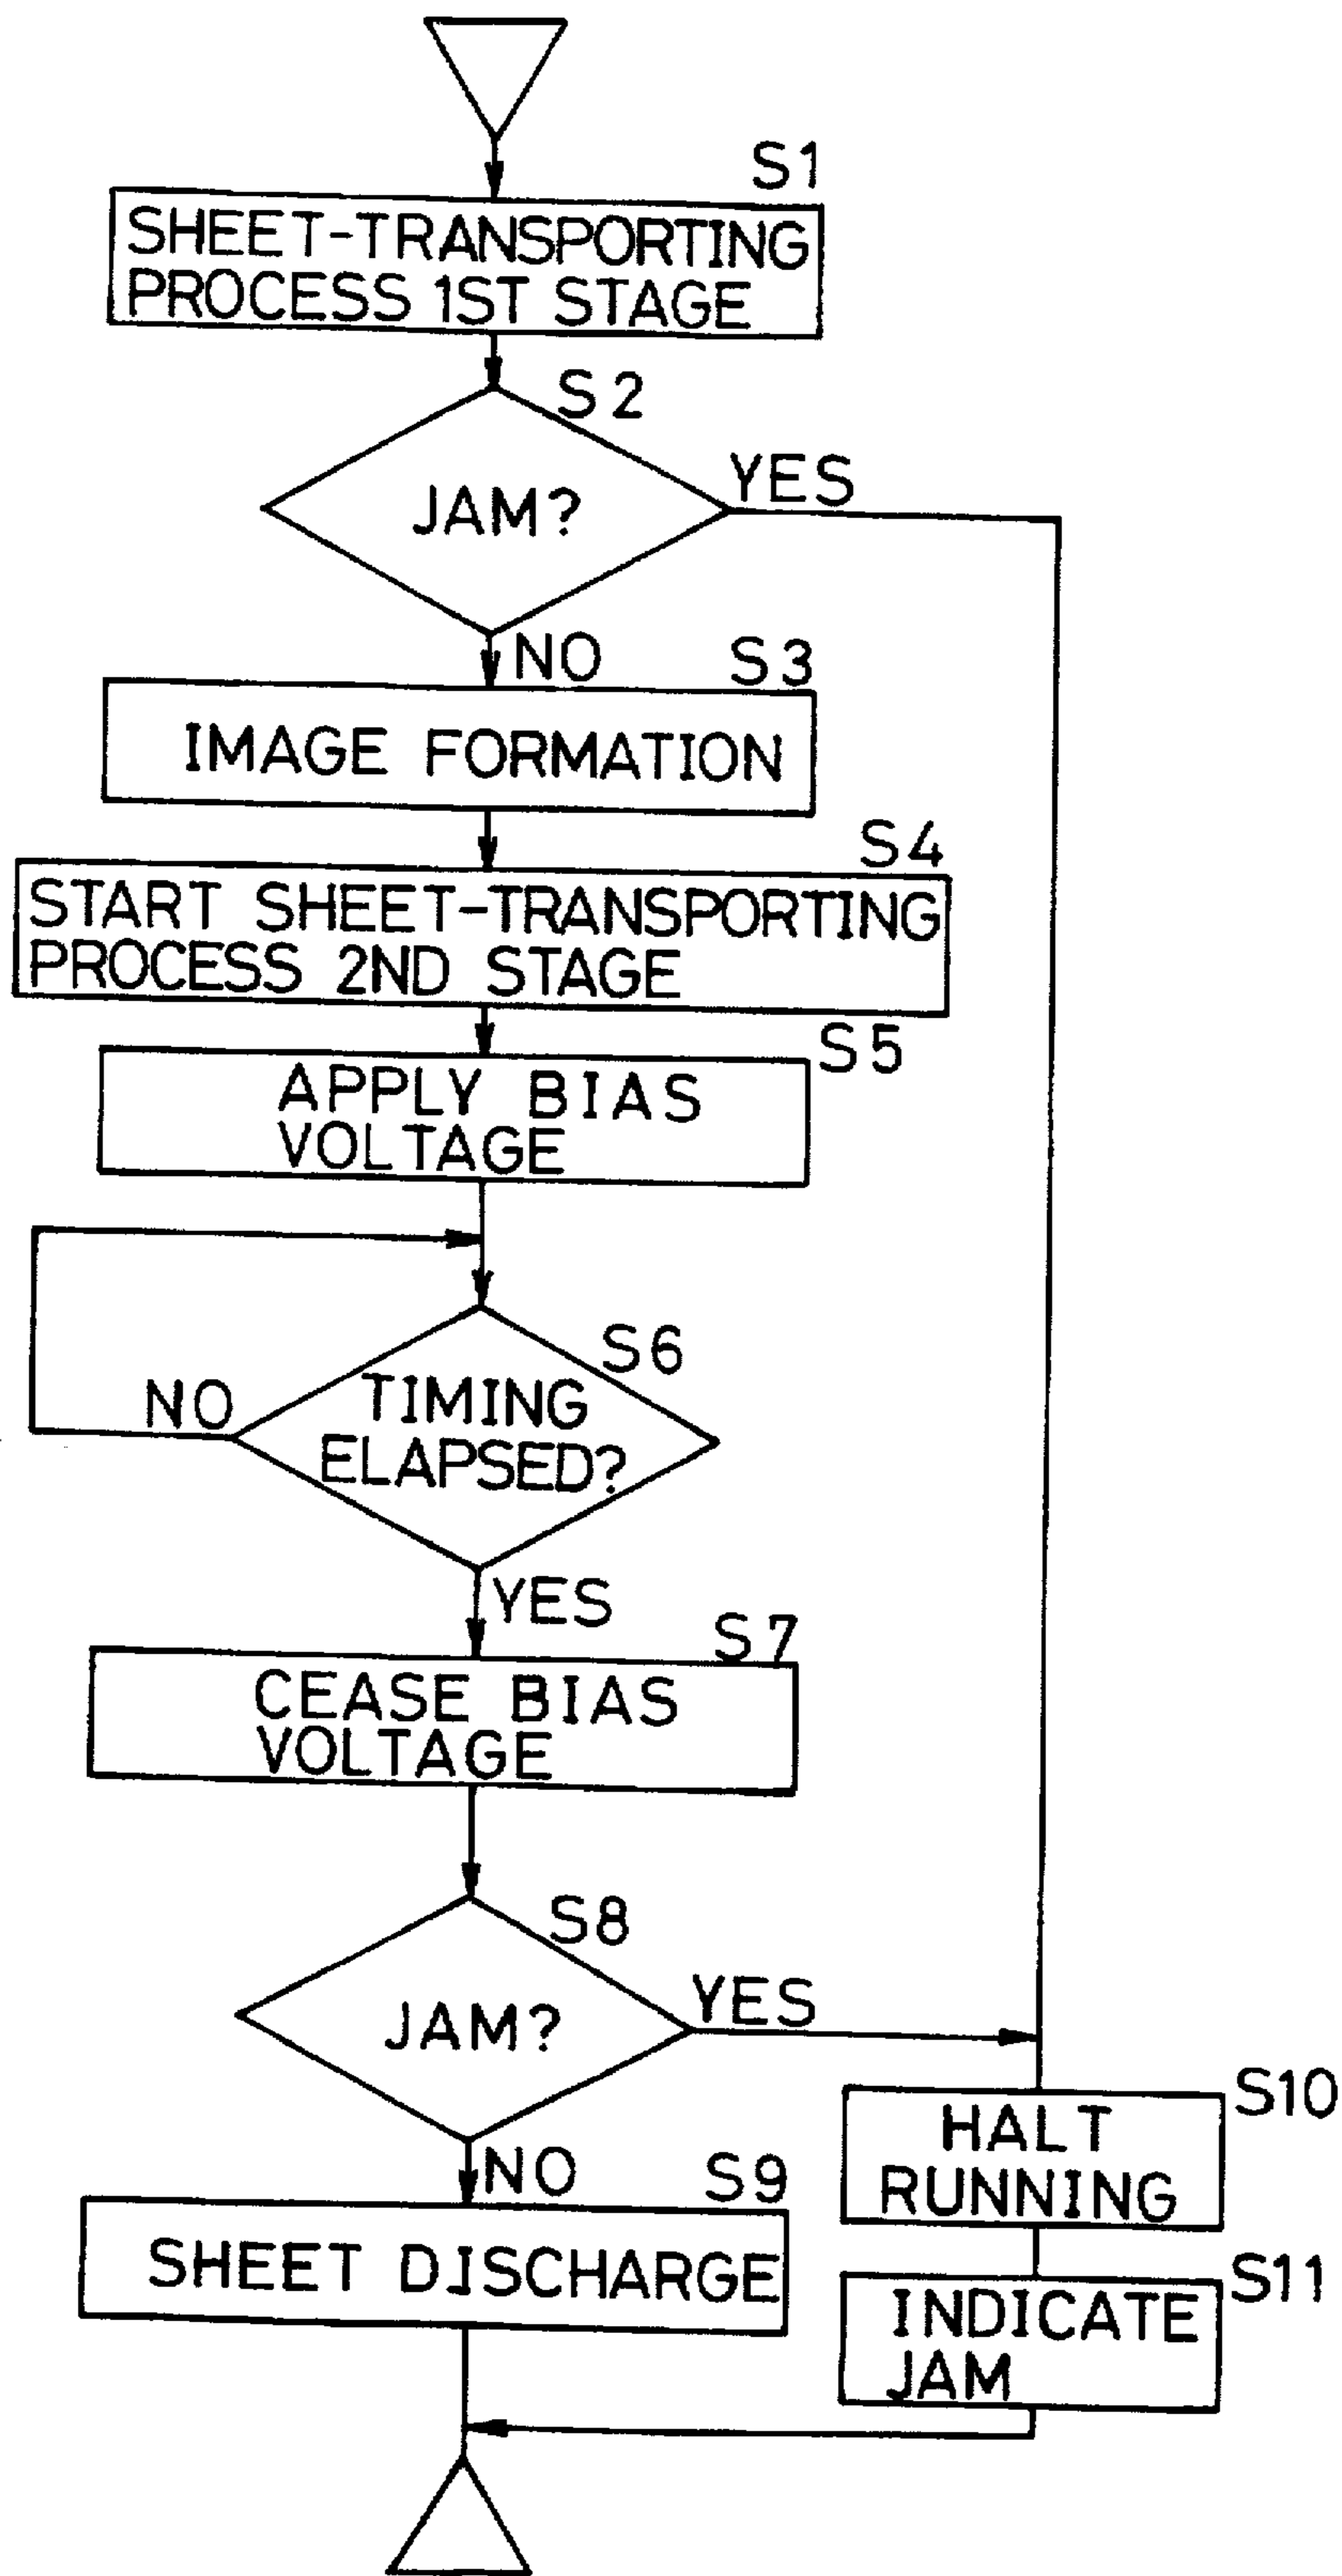 S1
SHEET-TRANSPORTING
PROCESS 1ST STAGE
S2
JAM?
YES
NO
S3
IMAGE FORMATION
S4
START SHEET-TRANSPORTING
PROCESS 2ND STAGE
S5
APPLY BIAS
VOLTAGE
S6
TIMING
ELAPSED?
NO
YES
S7
CEASE BIAS
VOLTAGE
S8
JAM?
YES
NO
S9
SHEET DISCHARGE
S10
HALT
RUNNING
S11
INDICATE
JAM